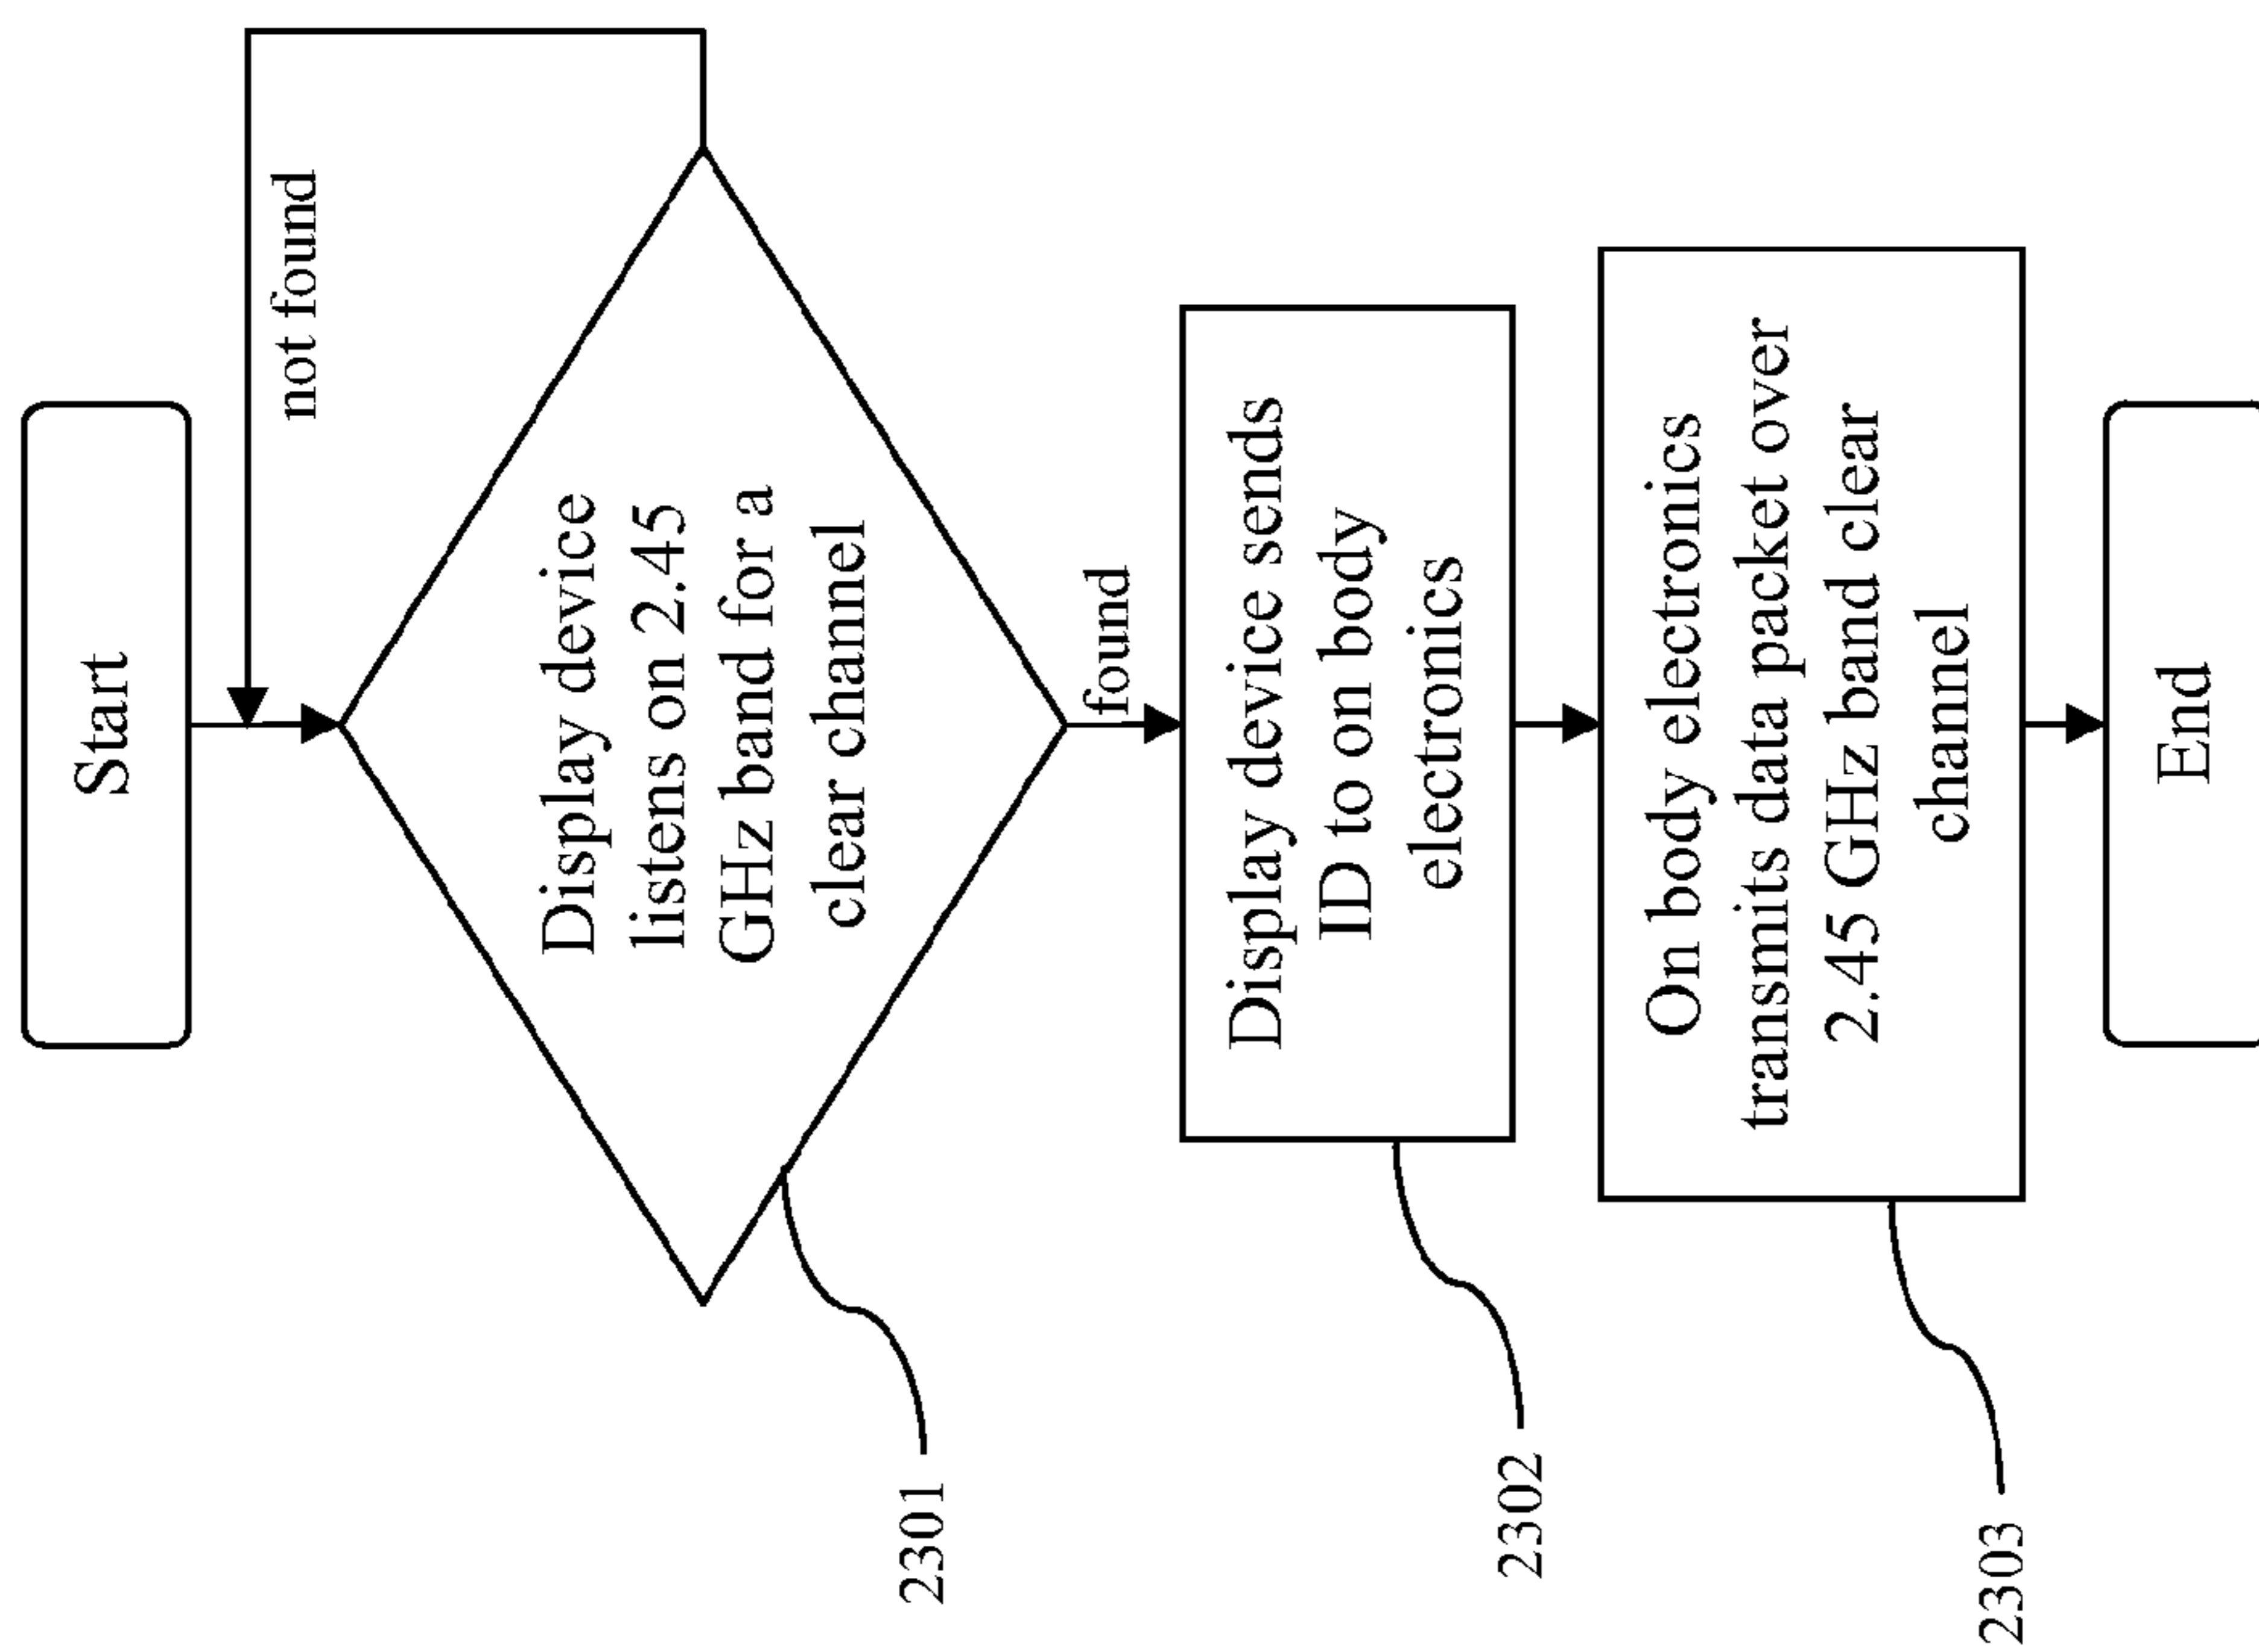 Start
not found
Display device
listens on 2.45
GHz band for a
clear channel
2301
found
Display device sends
ID to on body
electronics
2302
On body electronics
transmits data packet over
2.45 GHz band clear
channel
2303
End